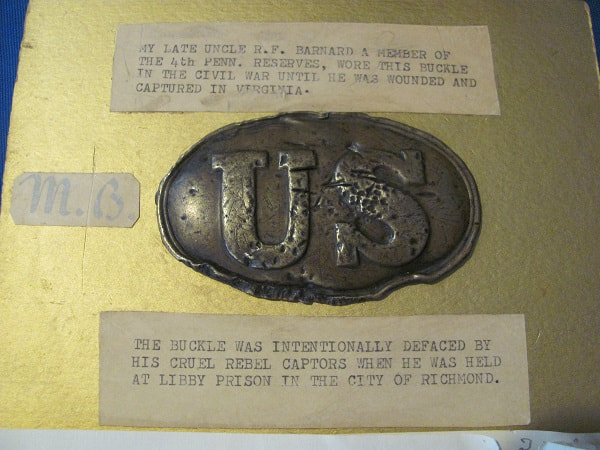 MY LATE UNCLE R.F. BARNARD A MEMBER OF
THE 4th PENN. RESERVES, WORE THIS BUCKLE
IN THE CIVIL WAR UNTIL HE WAS WOUNDED AND
CAPTURED IN VIRGINIA.
M.B.
US
THE BUCKLE WAS INTENTIONALLY DEFACED BY
HIS CRUEL REBEL CAPTORS WHEN HE WAS HELD
AT LIBBY PRISON IN THE CITY OF RICHMOND.